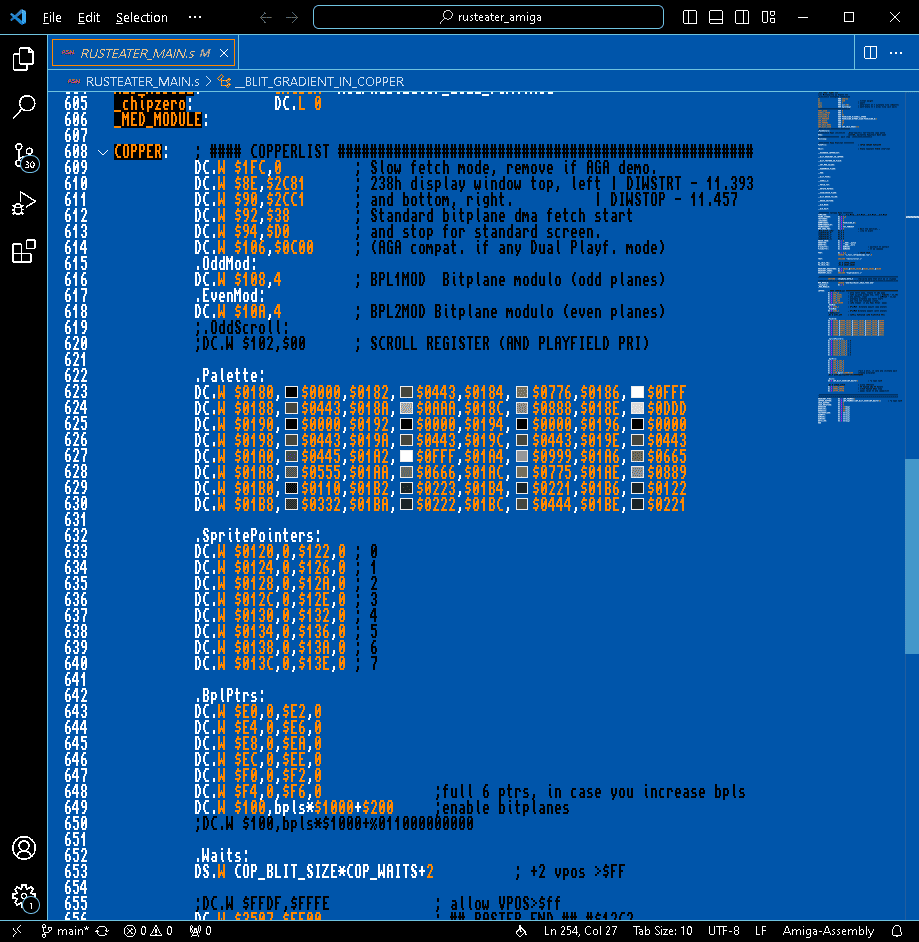 File Edit Selection ··· rusteater_amiga
RUSTEATER_MAIN.s M
RUSTEATER_MAIN.s > __BLIT_GRADIENT_IN_COPPER
605 _chipzero: DC.L 0
606 _MED_MODULE:
607
608 COPPER: ; #### COPPERLIST ####################################################
609 DC.W $1FC,0 ; Slow fetch mode, remove if AGA demo.
610 DC.W $8E,$2C81 ; 238h display window top, left | DIWSTRT - 11.393
611 DC.W $90,$2CC1 ; and bottom, right. | DIWSTOP - 11.457
612 DC.W $92,$38 ; Standard bitplane dma fetch start
613 DC.W $94,$D0 ; and stop for standard screen.
614 DC.W $106,$0C00 ; (AGA compat. if any Dual Playf. mode)
615 .OddMod:
616 DC.W $108,4 ; BPL1MOD  Bitplane modulo (odd planes)
617 .EvenMod:
618 DC.W $10A,4 ; BPL2MOD Bitplane modulo (even planes)
619 ;.OddScroll:
620 ;DC.W $102,$00 ; SCROLL REGISTER (AND PLAYFIELD PRI)
621
622 .Palette:
623 DC.W $0180,$0000,$0182,$0443,$0184,$0776,$0186,$0FFF
624 DC.W $0188,$0443,$018A,$0AAA,$018C,$0888,$018E,$0DDD
625 DC.W $0190,$0000,$0192,$0000,$0194,$0000,$0196,$0000
626 DC.W $0198,$0443,$019A,$0443,$019C,$0443,$019E,$0443
627 DC.W $01A0,$0445,$01A2,$0FFF,$01A4,$0999,$01A6,$0665
628 DC.W $01A8,$0555,$01AA,$0666,$01AC,$0775,$01AE,$0889
629 DC.W $01B0,$0110,$01B2,$0223,$01B4,$0221,$01B6,$0122
630 DC.W $01B8,$0332,$01BA,$0222,$01BC,$0444,$01BE,$0221
631
632 .SpritePointers:
633 DC.W $0120,0,$122,0 ; 0
634 DC.W $0124,0,$126,0 ; 1
635 DC.W $0128,0,$12A,0 ; 2
636 DC.W $012C,0,$12E,0 ; 3
637 DC.W $0130,0,$132,0 ; 4
638 DC.W $0134,0,$136,0 ; 5
639 DC.W $0138,0,$13A,0 ; 6
640 DC.W $013C,0,$13E,0 ; 7
641
642 .BplPtrs:
643 DC.W $E0,0,$E2,0
644 DC.W $E4,0,$E6,0
645 DC.W $E8,0,$EA,0
646 DC.W $EC,0,$EE,0
647 DC.W $F0,0,$F2,0
648 DC.W $F4,0,$F6,0 ;full 6 ptrs, in case you increase bpls
649 DC.W $100,bpls*$1000+$200 ;enable bitplanes
650 ;DC.W $100,bpls*$1000+%011000000000
651
652 .Waits:
653 DS.W COP_BLIT_SIZE*COP_WAITS+2 ; +2 vpos >$FF
654
655 ;DC.W $FFDF,$FFFE ; allow VPOS>$ff
30
1
main* 0 0 0 Ln 254, Col 27 Tab Size: 10 UTF-8 LF Amiga-Assembly